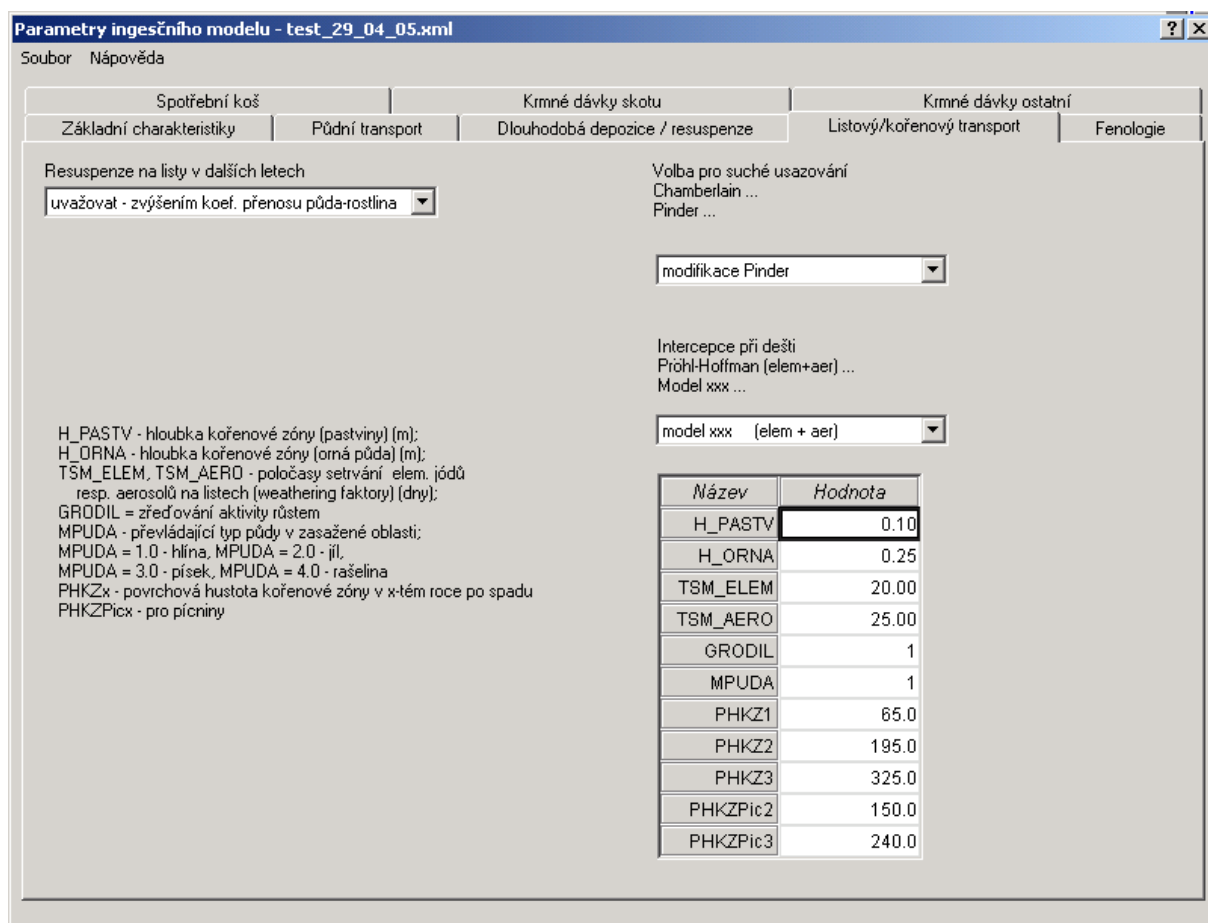 Parametry ingesčního modelu - test_29_04_05.xml
Soubor Nápověda
Spotřební koš Krmné dávky skotu Krmné dávky ostatní
Základní charakteristiky Půdní transport Dlouhodobá depozice / resuspenze Listový/kořenový transport Fenologie
Resuspenze na listy v dalších letech
uvažovat - zvýšením koef. přenosu půda-rostlina
Volba pro suché usazování
Chamberlain ...
Pinder ...
modifikace Pinder
Intercepce při dešti
Pröhl-Hoffman (elem+aer) ...
Model xxx ...
model xxx (elem + aer)
H_PASTV - hloubka kořenové zóny (pastviny) (m);
H_ORNA - hloubka kořenové zóny (orná půda) (m);
TSM_ELEM, TSM_AERO - poločasy setrvání elem. jódů
resp. aerosolů na listech (weathering faktory) (dny);
GRODIL = zřeďování aktivity růstem
MPUDA - převládající typ půdy v zasažené oblasti;
MPUDA = 1.0 - hlína, MPUDA = 2.0 - jíl,
MPUDA = 3.0 - písek, MPUDA = 4.0 - rašelina
PHKZx - povrchová hustota kořenové zóny v x-tém roce po spadu
PHKZPicx - pro pícniny
Název Hodnota
H_PASTV 0.10
H_ORNA 0.25
TSM_ELEM 20.00
TSM_AERO 25.00
GRODIL 1
MPUDA 1
PHKZ1 65.0
PHKZ2 195.0
PHKZ3 325.0
PHKZPic2 150.0
PHKZPic3 240.0